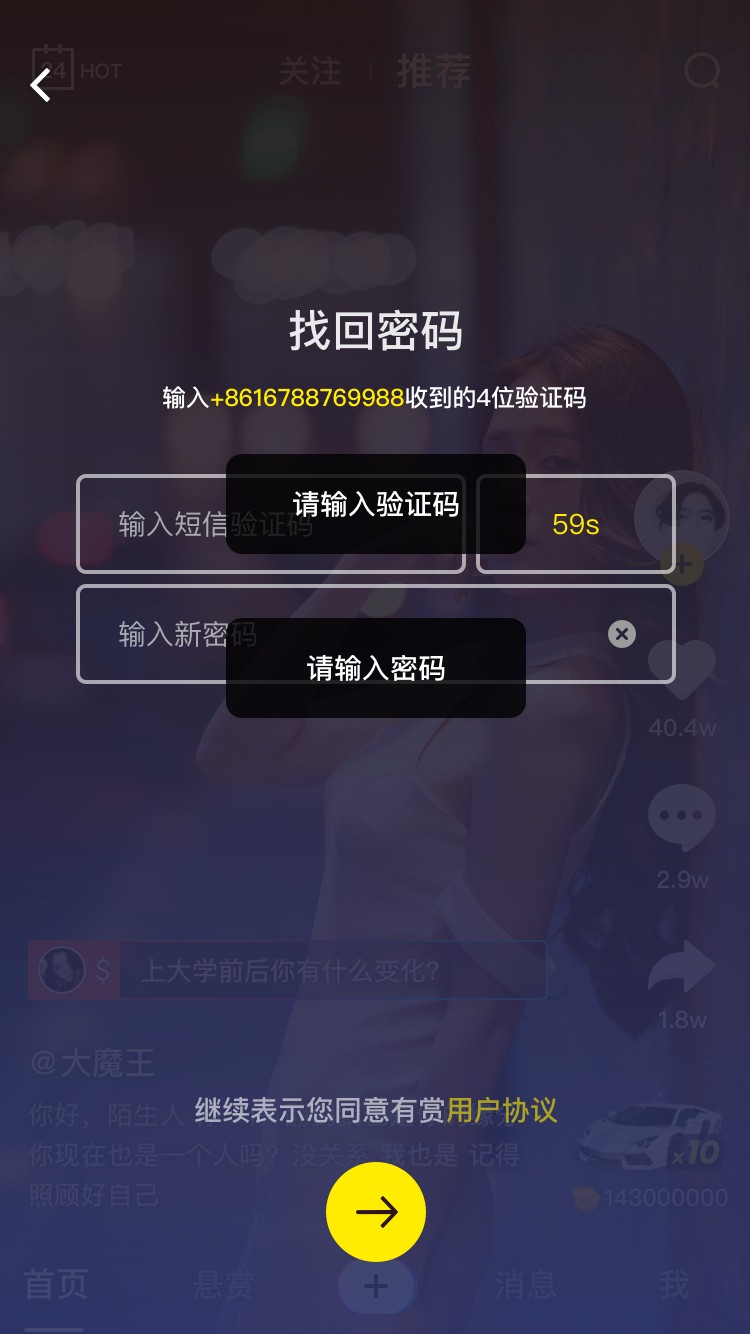 24 HOT
关注
推荐
找回密码
输入+8616788769988收到的4位验证码
输入短信验证码
请输入验证码
59s
输入新密码
请输入密码
40.4w
2.9w
$ 上大学前后你有什么变化?
1.8w
@大魔王
继续表示您同意有赏用户协议
你好，陌生人
你现在也是一个人吗？没关系 我也是 记得
照顾好自己
x10
143000000
首页
悬赏
消息
我